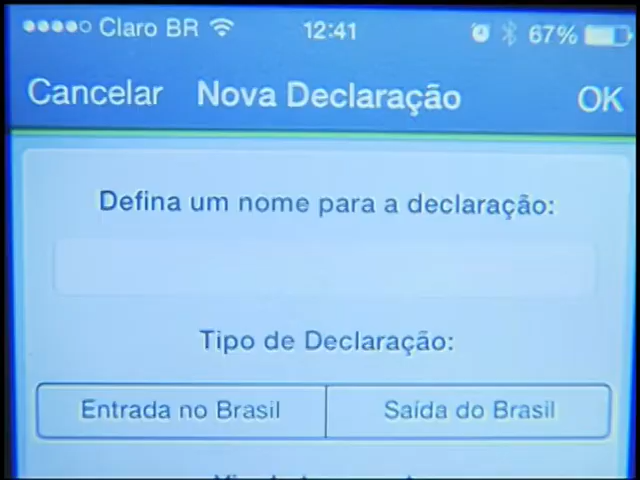 Claro BR 12:41 67%
Cancelar Nova Declaração OK
Defina um nome para a declaração:
Tipo de Declaração:
Entrada no Brasil Saída do Brasil